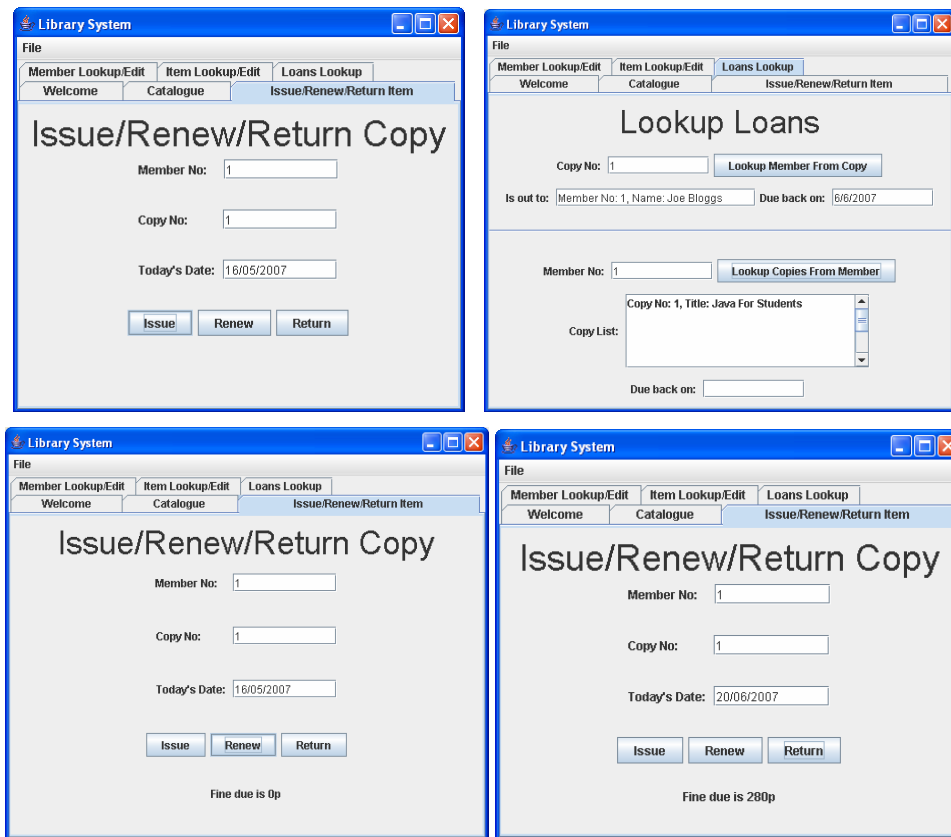 Library System
File
Member Lookup/Edit Item Lookup/Edit Loans Lookup
Welcome Catalogue Issue/Renew/Return Item
Issue/Renew/Return Copy
Member No: 1
Copy No: 1
Today's Date: 16/05/2007
Issue Renew Return
Library System
File
Member Lookup/Edit Item Lookup/Edit Loans Lookup
Welcome Catalogue Issue/Renew/Return Item
Lookup Loans
Copy No: 1 Lookup Member From Copy
Is out to: Member No: 1, Name: Joe Bloggs Due back on: 6/6/2007
Member No: 1 Lookup Copies From Member
Copy No: 1, Title: Java For Students
Copy List:
Due back on:
Library System
File
Member Lookup/Edit Item Lookup/Edit Loans Lookup
Welcome Catalogue Issue/Renew/Return Item
Issue/Renew/Return Copy
Member No: 1
Copy No: 1
Today's Date: 16/05/2007
Issue Renew Return
Fine due is 0p
Library System
File
Member Lookup/Edit Item Lookup/Edit Loans Lookup
Welcome Catalogue Issue/Renew/Return Item
Issue/Renew/Return Copy
Member No: 1
Copy No: 1
Today's Date: 20/06/2007
Issue Renew Return
Fine due is 280p